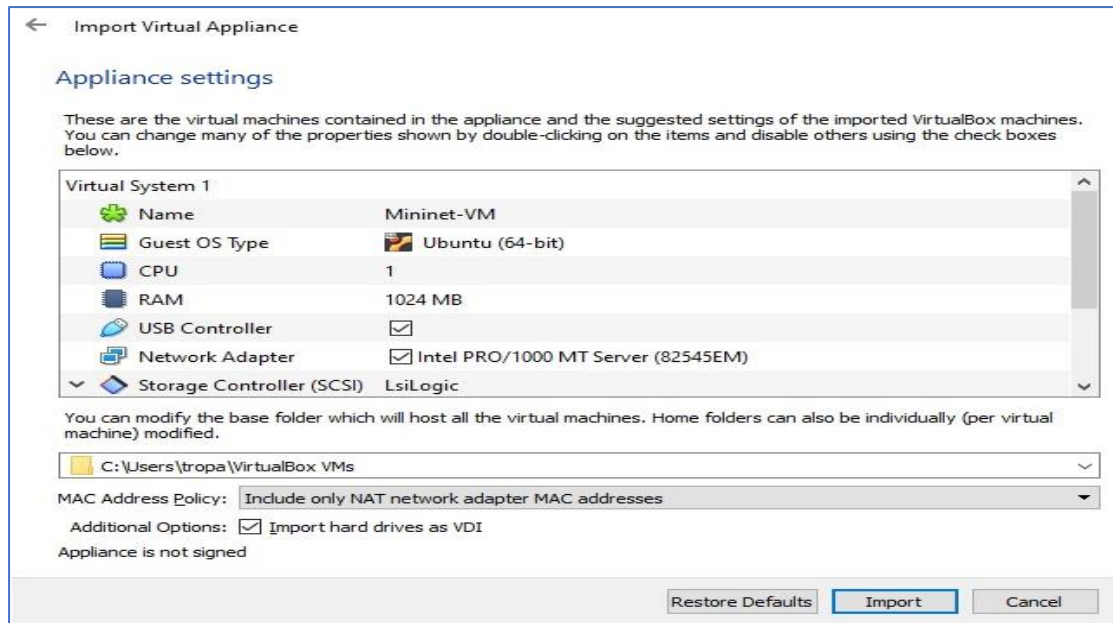 Import Virtual Appliance
Appliance settings
These are the virtual machines contained in the appliance and the suggested settings of the imported VirtualBox machines.
You can change many of the properties shown by double-clicking on the items and disable others using the check boxes
below.
Virtual System 1
Name Mininet-VM
Guest OS Type Ubuntu (64-bit)
CPU 1
RAM 1024 MB
USB Controller
Network Adapter Intel PRO/1000 MT Server (82545EM)
Storage Controller (SCSI) LsiLogic
You can modify the base folder which will host all the virtual machines. Home folders can also be individually (per virtual
machine) modified.
C:\Users\tropa\VirtualBox VMs
MAC Address Policy: Include only NAT network adapter MAC addresses
Additional Options: Import hard drives as VDI
Appliance is not signed
Restore Defaults Import Cancel